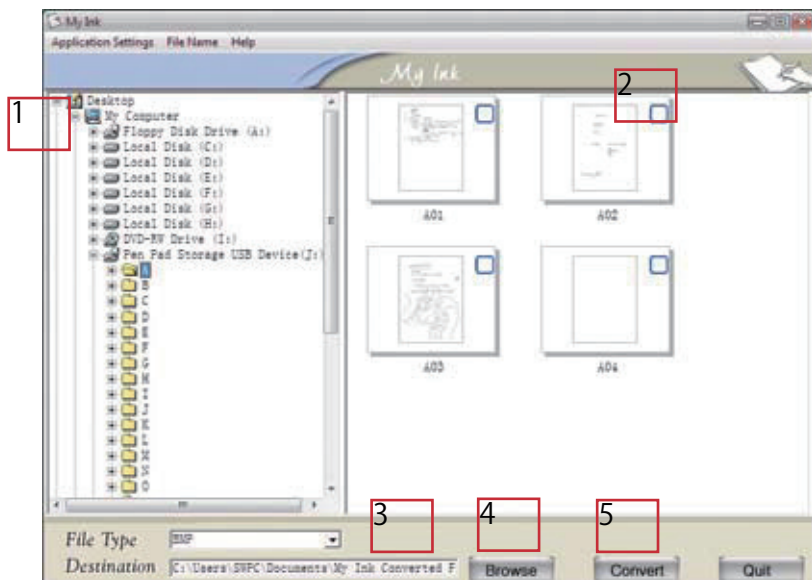 My Ink
Application Settings File Name Help
My Ink
1
2
Desktop
My Computer
Floppy Disk Drive (A:)
Local Disk (C:)
Local Disk (D:)
Local Disk (E:)
Local Disk (F:)
Local Disk (G:)
Local Disk (H:)
DVD-RW Drive (I:)
Pen Pad Storage USB Device(J:)
A
B
C
D
E
F
G
H
I
J
K
L
M
N
O
A01
A02
A03
A04
3
4
5
File Type BMP
Destination C:\Users\SWPC\Documents\My Ink Converted F
Browse
Convert
Quit